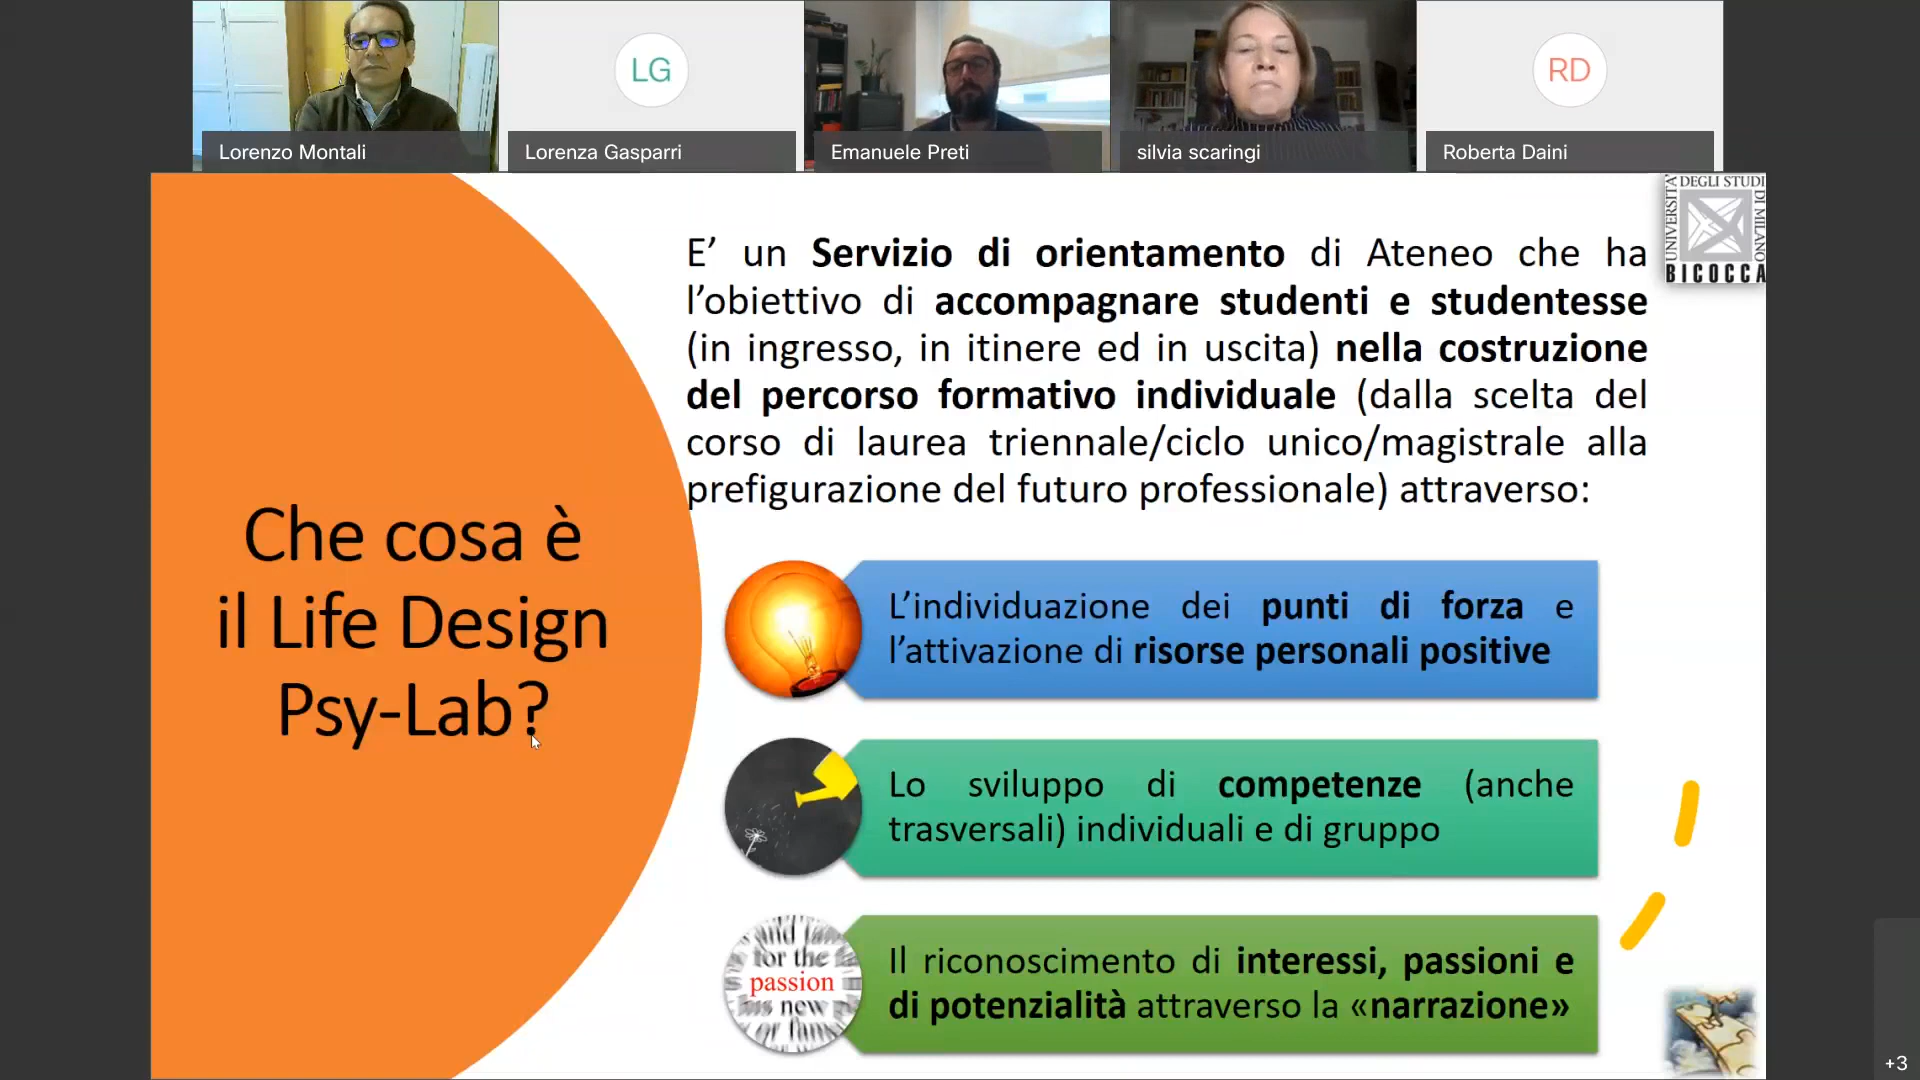 LG
RD
Lorenzo Montali
Lorenza Gasparri
Emanuele Preti
silvia scaringi
Roberta Daini
UNIVERSITA' DEGLI STUDI DI MILANO
BICOCCA
E’ un Servizio di orientamento di Ateneo che ha
l’obiettivo di accompagnare studenti e studentesse
(in ingresso, in itinere ed in uscita) nella costruzione
del percorso formativo individuale (dalla scelta del
corso di laurea triennale/ciclo unico/magistrale alla
prefigurazione del futuro professionale) attraverso:
Che cosa è
il Life Design
Psy-Lab?
L’individuazione dei punti di forza e
l’attivazione di risorse personali positive
Lo sviluppo di competenze (anche
trasversali) individuali e di gruppo
for the
passion
new
Il riconoscimento di interessi, passioni e
di potenzialità attraverso la «narrazione»
+3